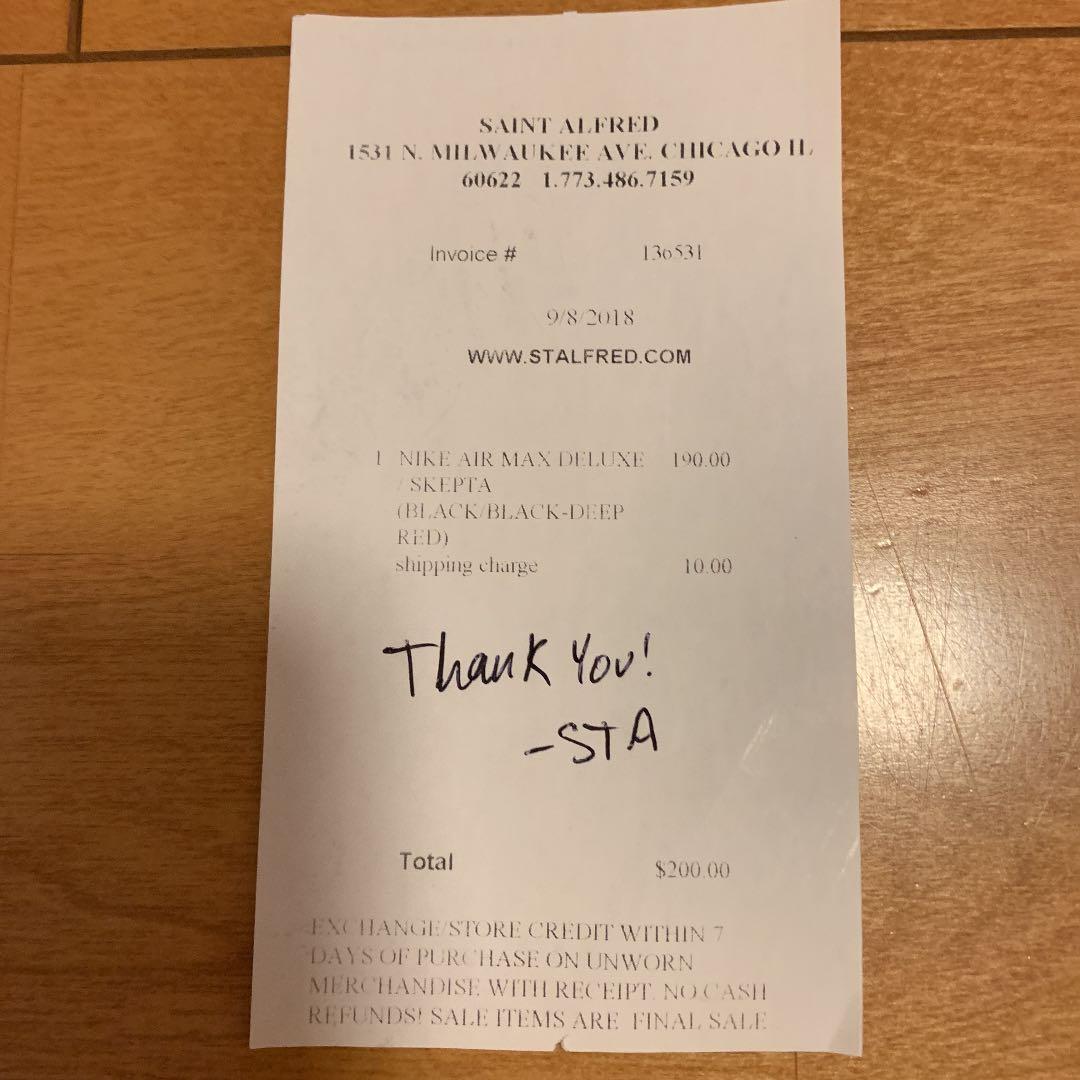 SAINT ALFRED
1531 N. MILWAUKEE AVE. CHICAGO IL
60622 1.773.486.7159
Invoice # 136531
9/8/2018
WWW.STALFRED.COM
1 NIKE AIR MAX DELUXE 190.00
/ SKEPTA
(BLACK/BLACK-DEEP
RED)
shipping charge 10.00
Thank You!
-STA
Total $200.00
EXCHANGE/STORE CREDIT WITHIN 7
DAYS OF PURCHASE ON UNWORN
MERCHANDISE WITH RECEIPT. NO CASH
REFUNDS! SALE ITEMS ARE FINAL SALE